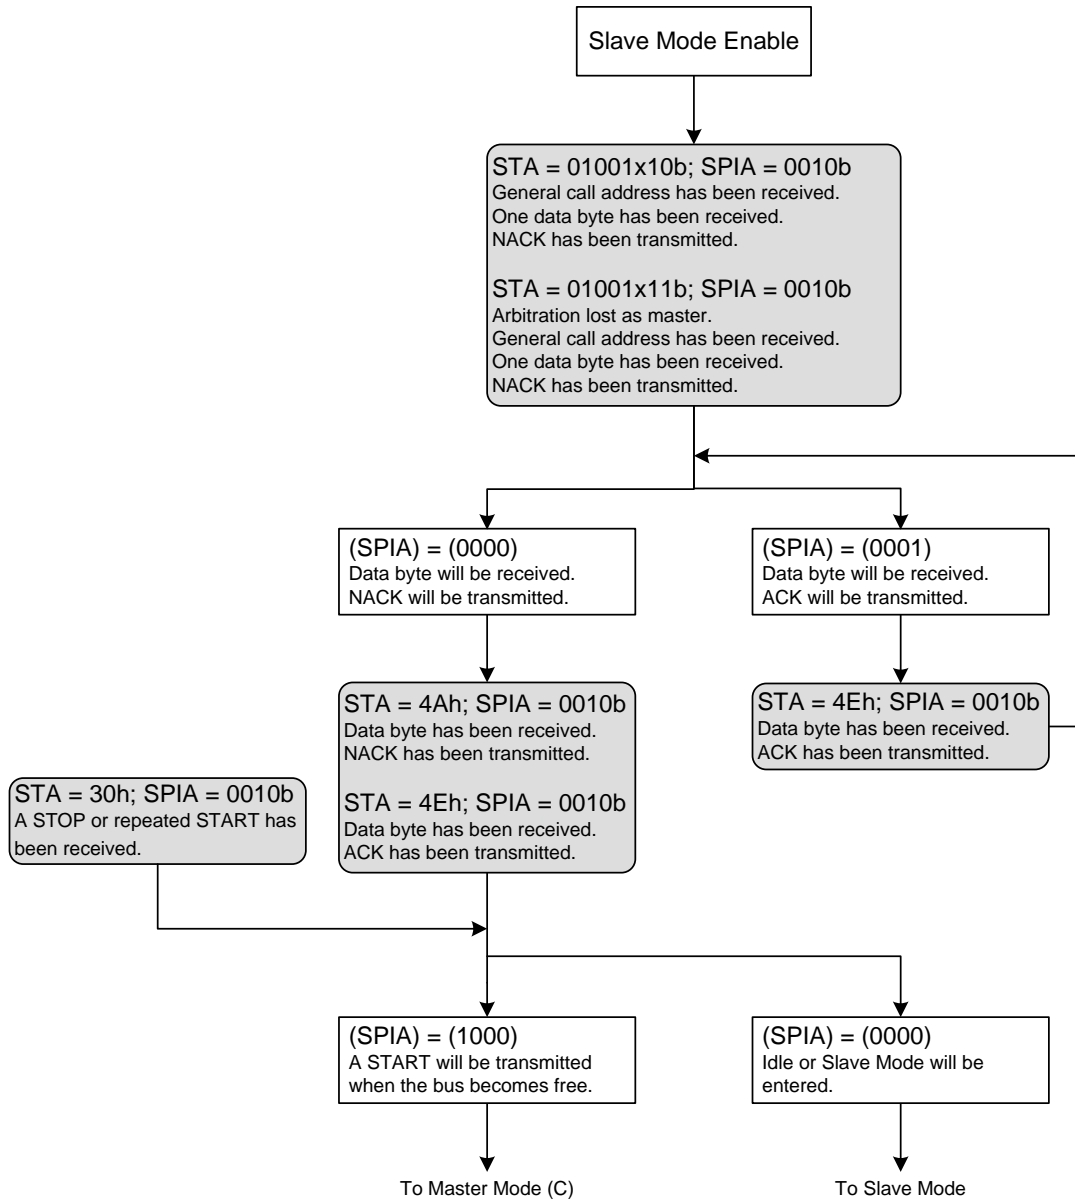 Slave Mode Enable
STA = 01001x10b; SPIA = 0010b
General call address has been received.
One data byte has been received.
NACK has been transmitted.
STA = 01001x11b; SPIA = 0010b
Arbitration lost as master.
General call address has been received.
One data byte has been received.
NACK has been transmitted.
(SPIA) = (0000)
Data byte will be received.
NACK will be transmitted.
(SPIA) = (0001)
Data byte will be received.
ACK will be transmitted.
STA = 4Ah; SPIA = 0010b
Data byte has been received.
NACK has been transmitted.
STA = 4Eh; SPIA = 0010b
Data byte has been received.
ACK has been transmitted.
STA = 4Eh; SPIA = 0010b
Data byte has been received.
ACK has been transmitted.
STA = 30h; SPIA = 0010b
A STOP or repeated START has
been received.
(SPIA) = (1000)
A START will be transmitted
when the bus becomes free.
(SPIA) = (0000)
Idle or Slave Mode will be
entered.
To Master Mode (C)
To Slave Mode